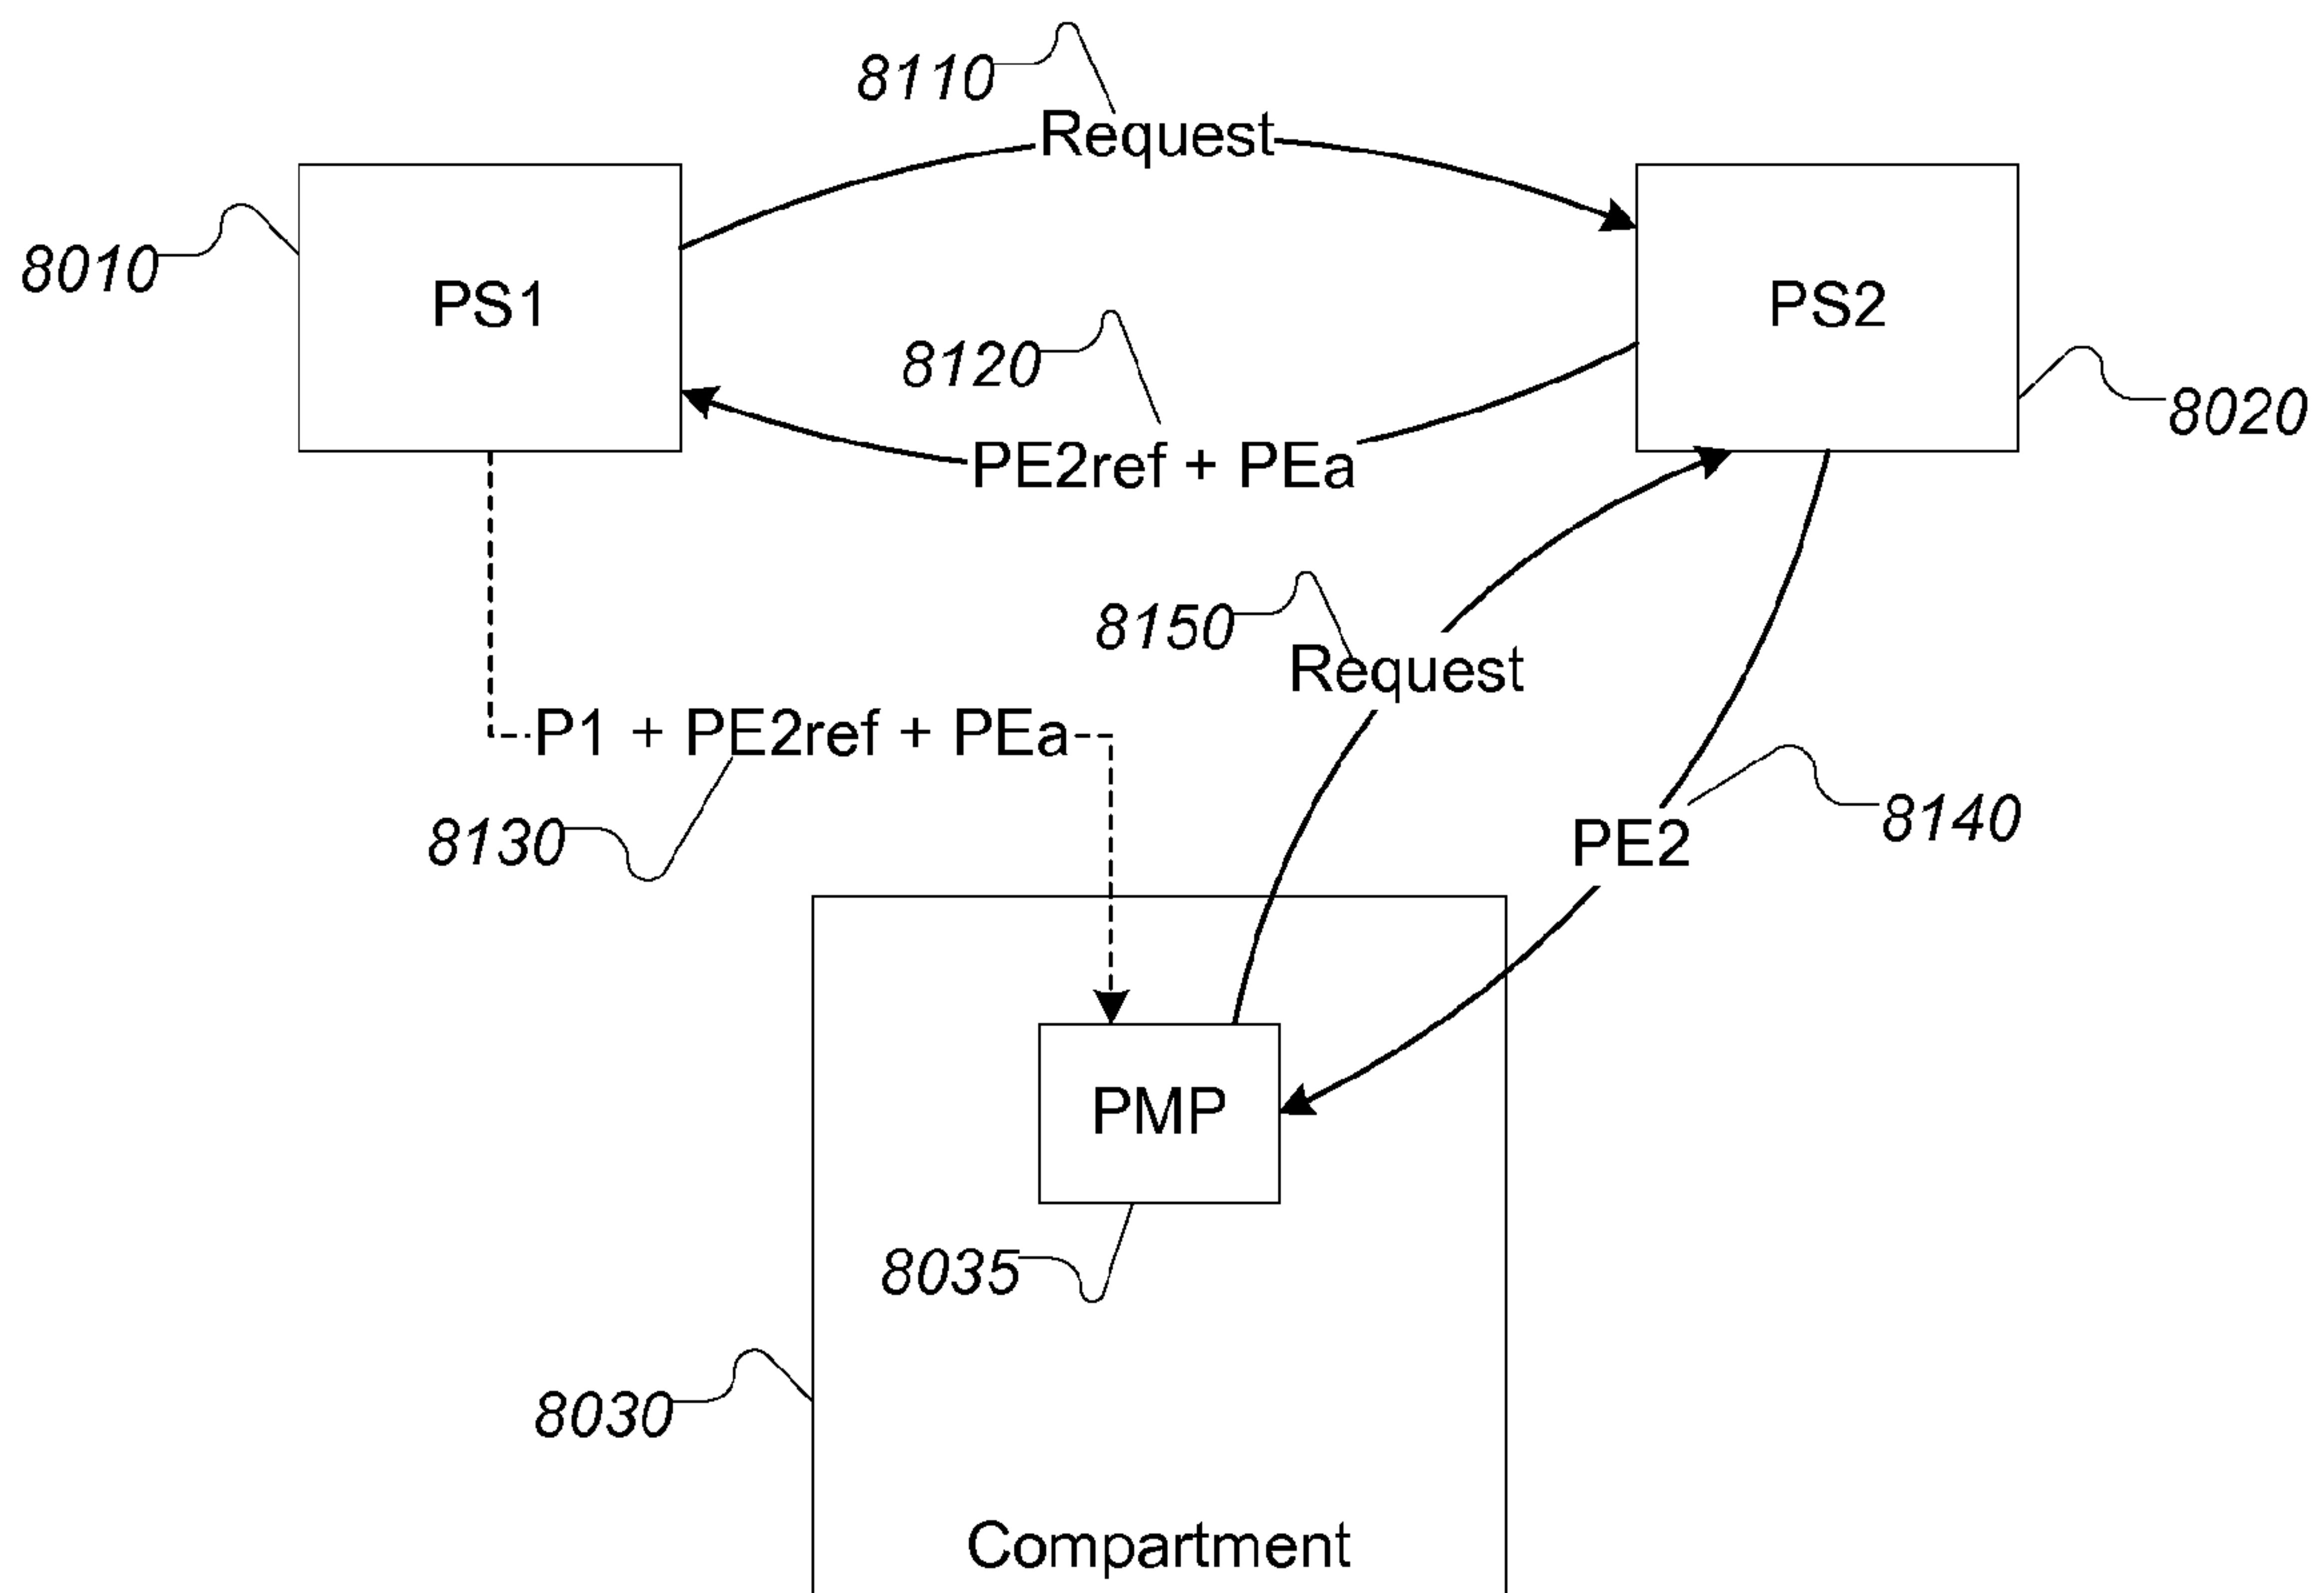 8110
Request
8010
PS1
PS2
8120
8020
PE2ref + PEa
8150
Request
P1 + PE2ref + PEa
8130
8140
PE2
PMP
8035
8030
Compartment